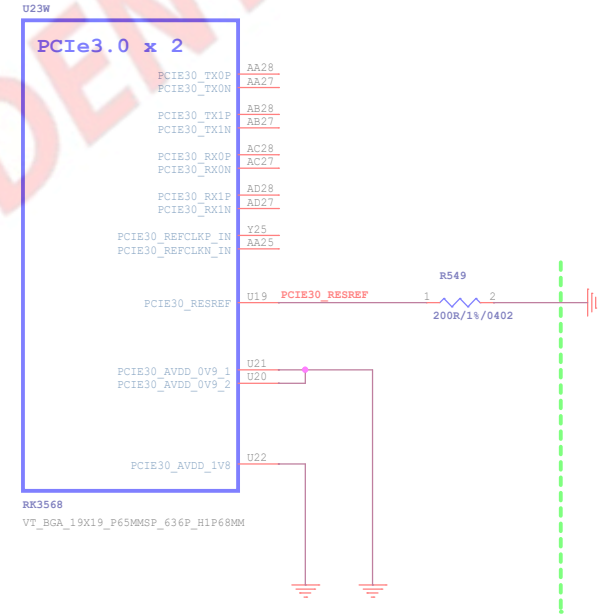 U23W
PCIe3.0 x 2
PCIE30_TX0P AA28
PCIE30_TX0N AA27
PCIE30_TX1P AB28
PCIE30_TX1N AB27
PCIE30_RX0P AC28
PCIE30_RX0N AC27
PCIE30_RX1P AD28
PCIE30_RX1N AD27
PCIE30_REFCLKP_IN Y25
PCIE30_REFCLKN_IN AA25
R549
PCIE30_RESREF U19 PCIE30_RESREF 1 2
200R/1%/0402
PCIE30_AVDD_0V9_1 U21
PCIE30_AVDD_0V9_2 U20
PCIE30_AVDD_1V8 U22
RK3568
VT_BGA_19X19_P65MMSP_636P_H1P68MM
DENT